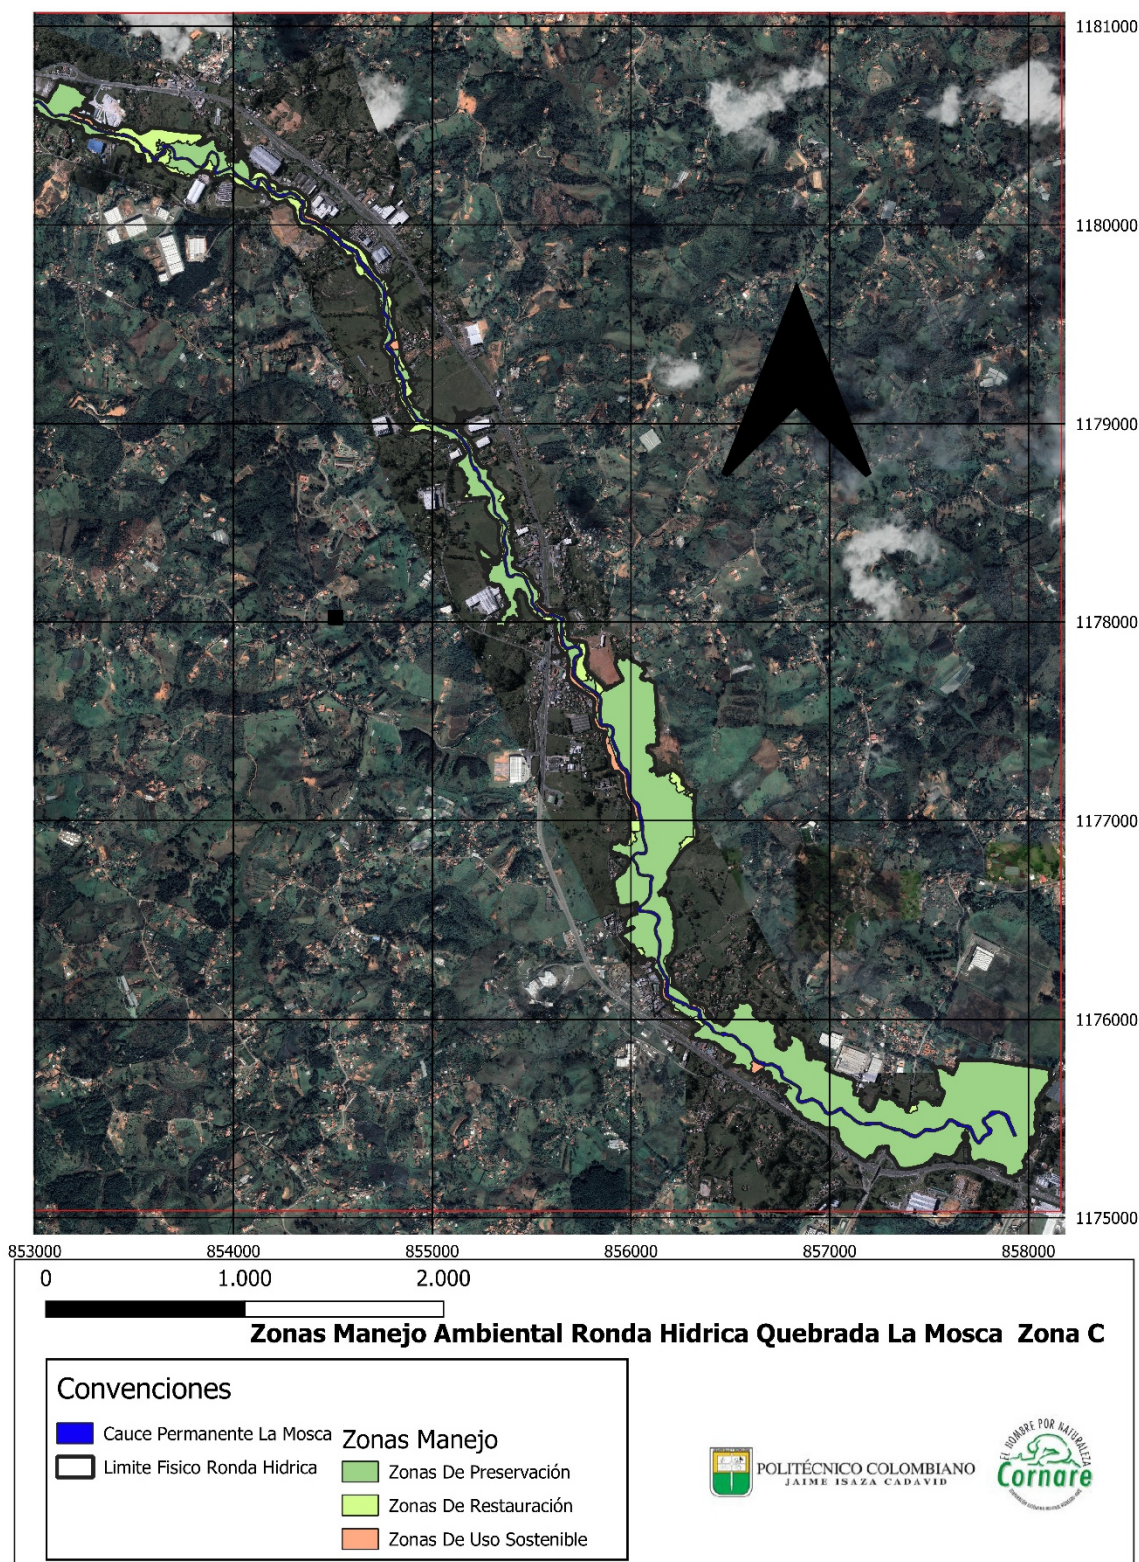 1181000
1180000
1179000
1178000
1177000
1176000
1175000
853000 854000 855000 856000 857000 858000
0 1.000 2.000
Zonas Manejo Ambiental Ronda Hidrica Quebrada La Mosca Zona C
Convenciones
Cauce Permanente La Mosca
Limite Fisico Ronda Hidrica
Zonas Manejo
Zonas De Preservación
Zonas De Restauración
Zonas De Uso Sostenible
POLITÉCNICO COLOMBIANO
JAIME ISAZA CADAVID
EL HOMBRE POR NATURALEZA
Cornare